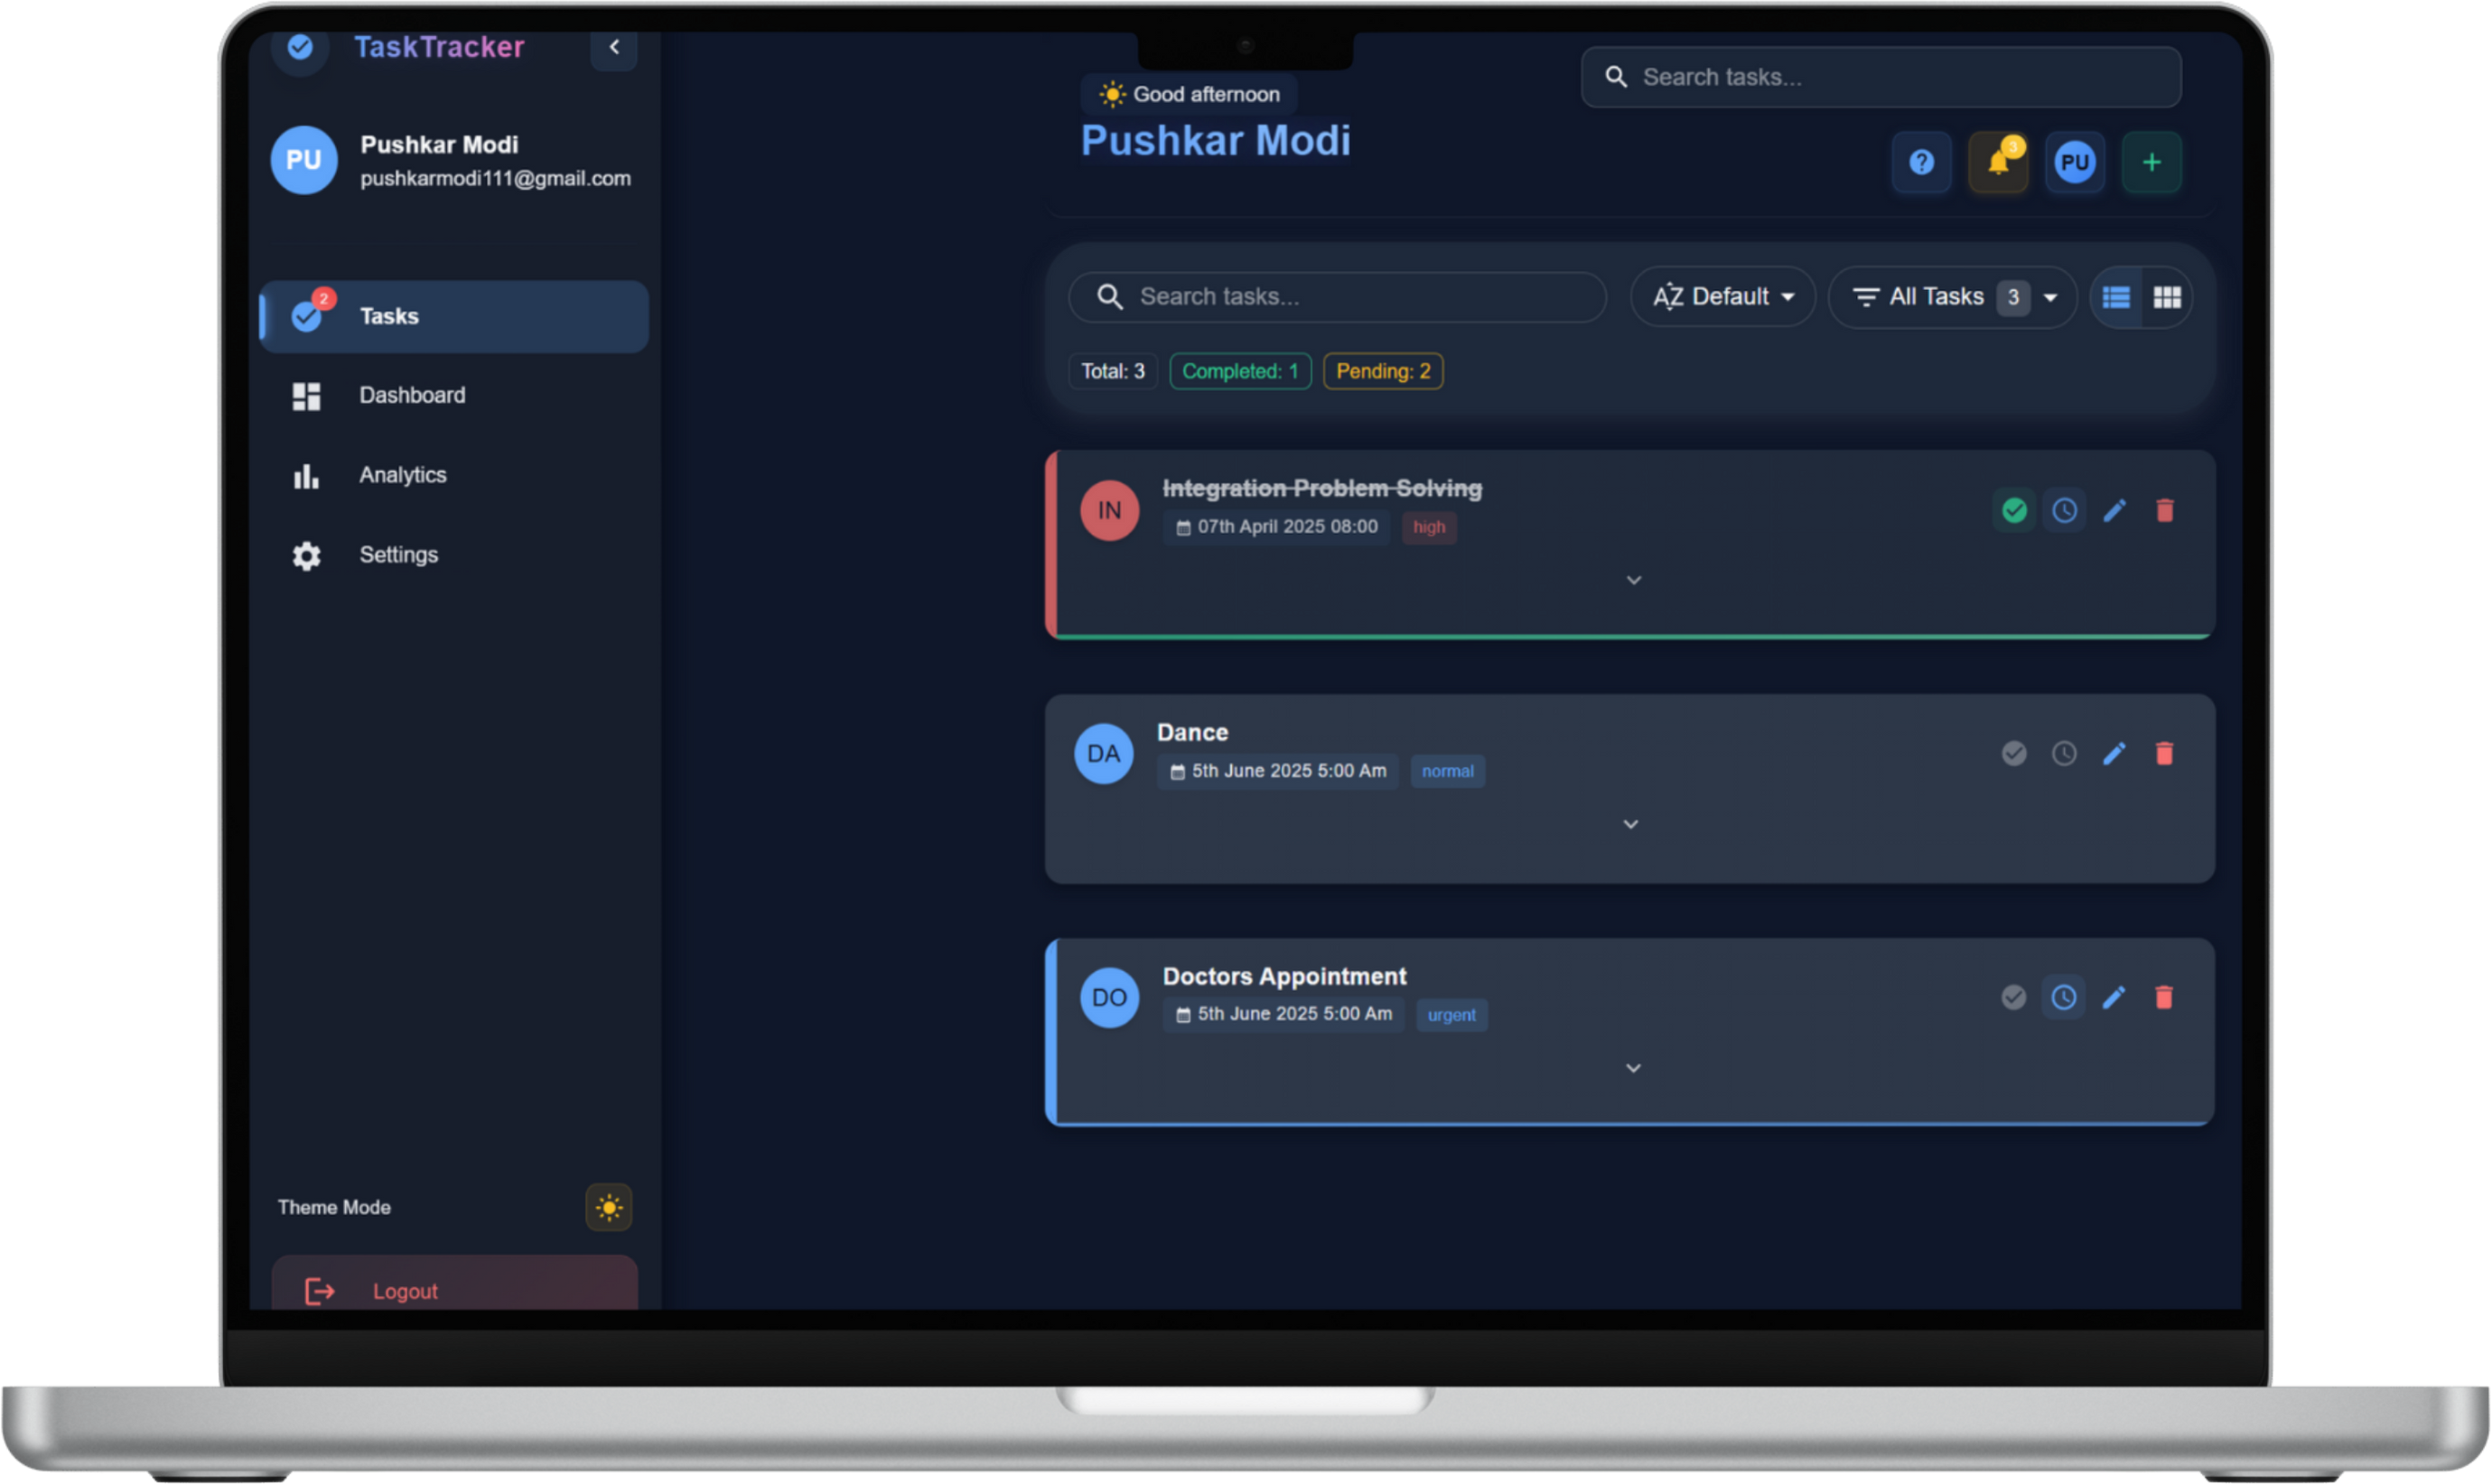 TaskTracker
Pushkar Modi
pushkarmodi111@gmail.com
2
Tasks
Dashboard
Analytics
Settings
Theme Mode
Logout
Good afternoon
Pushkar Modi
Search tasks...
3
PU
PU
Search tasks...
AZ Default
All Tasks 3
Total: 3 Completed: 1 Pending: 2
IN
Integration Problem Solving
07th April 2025 08:00 high
DA
Dance
5th June 2025 5:00 Am normal
DO
Doctors Appointment
5th June 2025 5:00 Am urgent